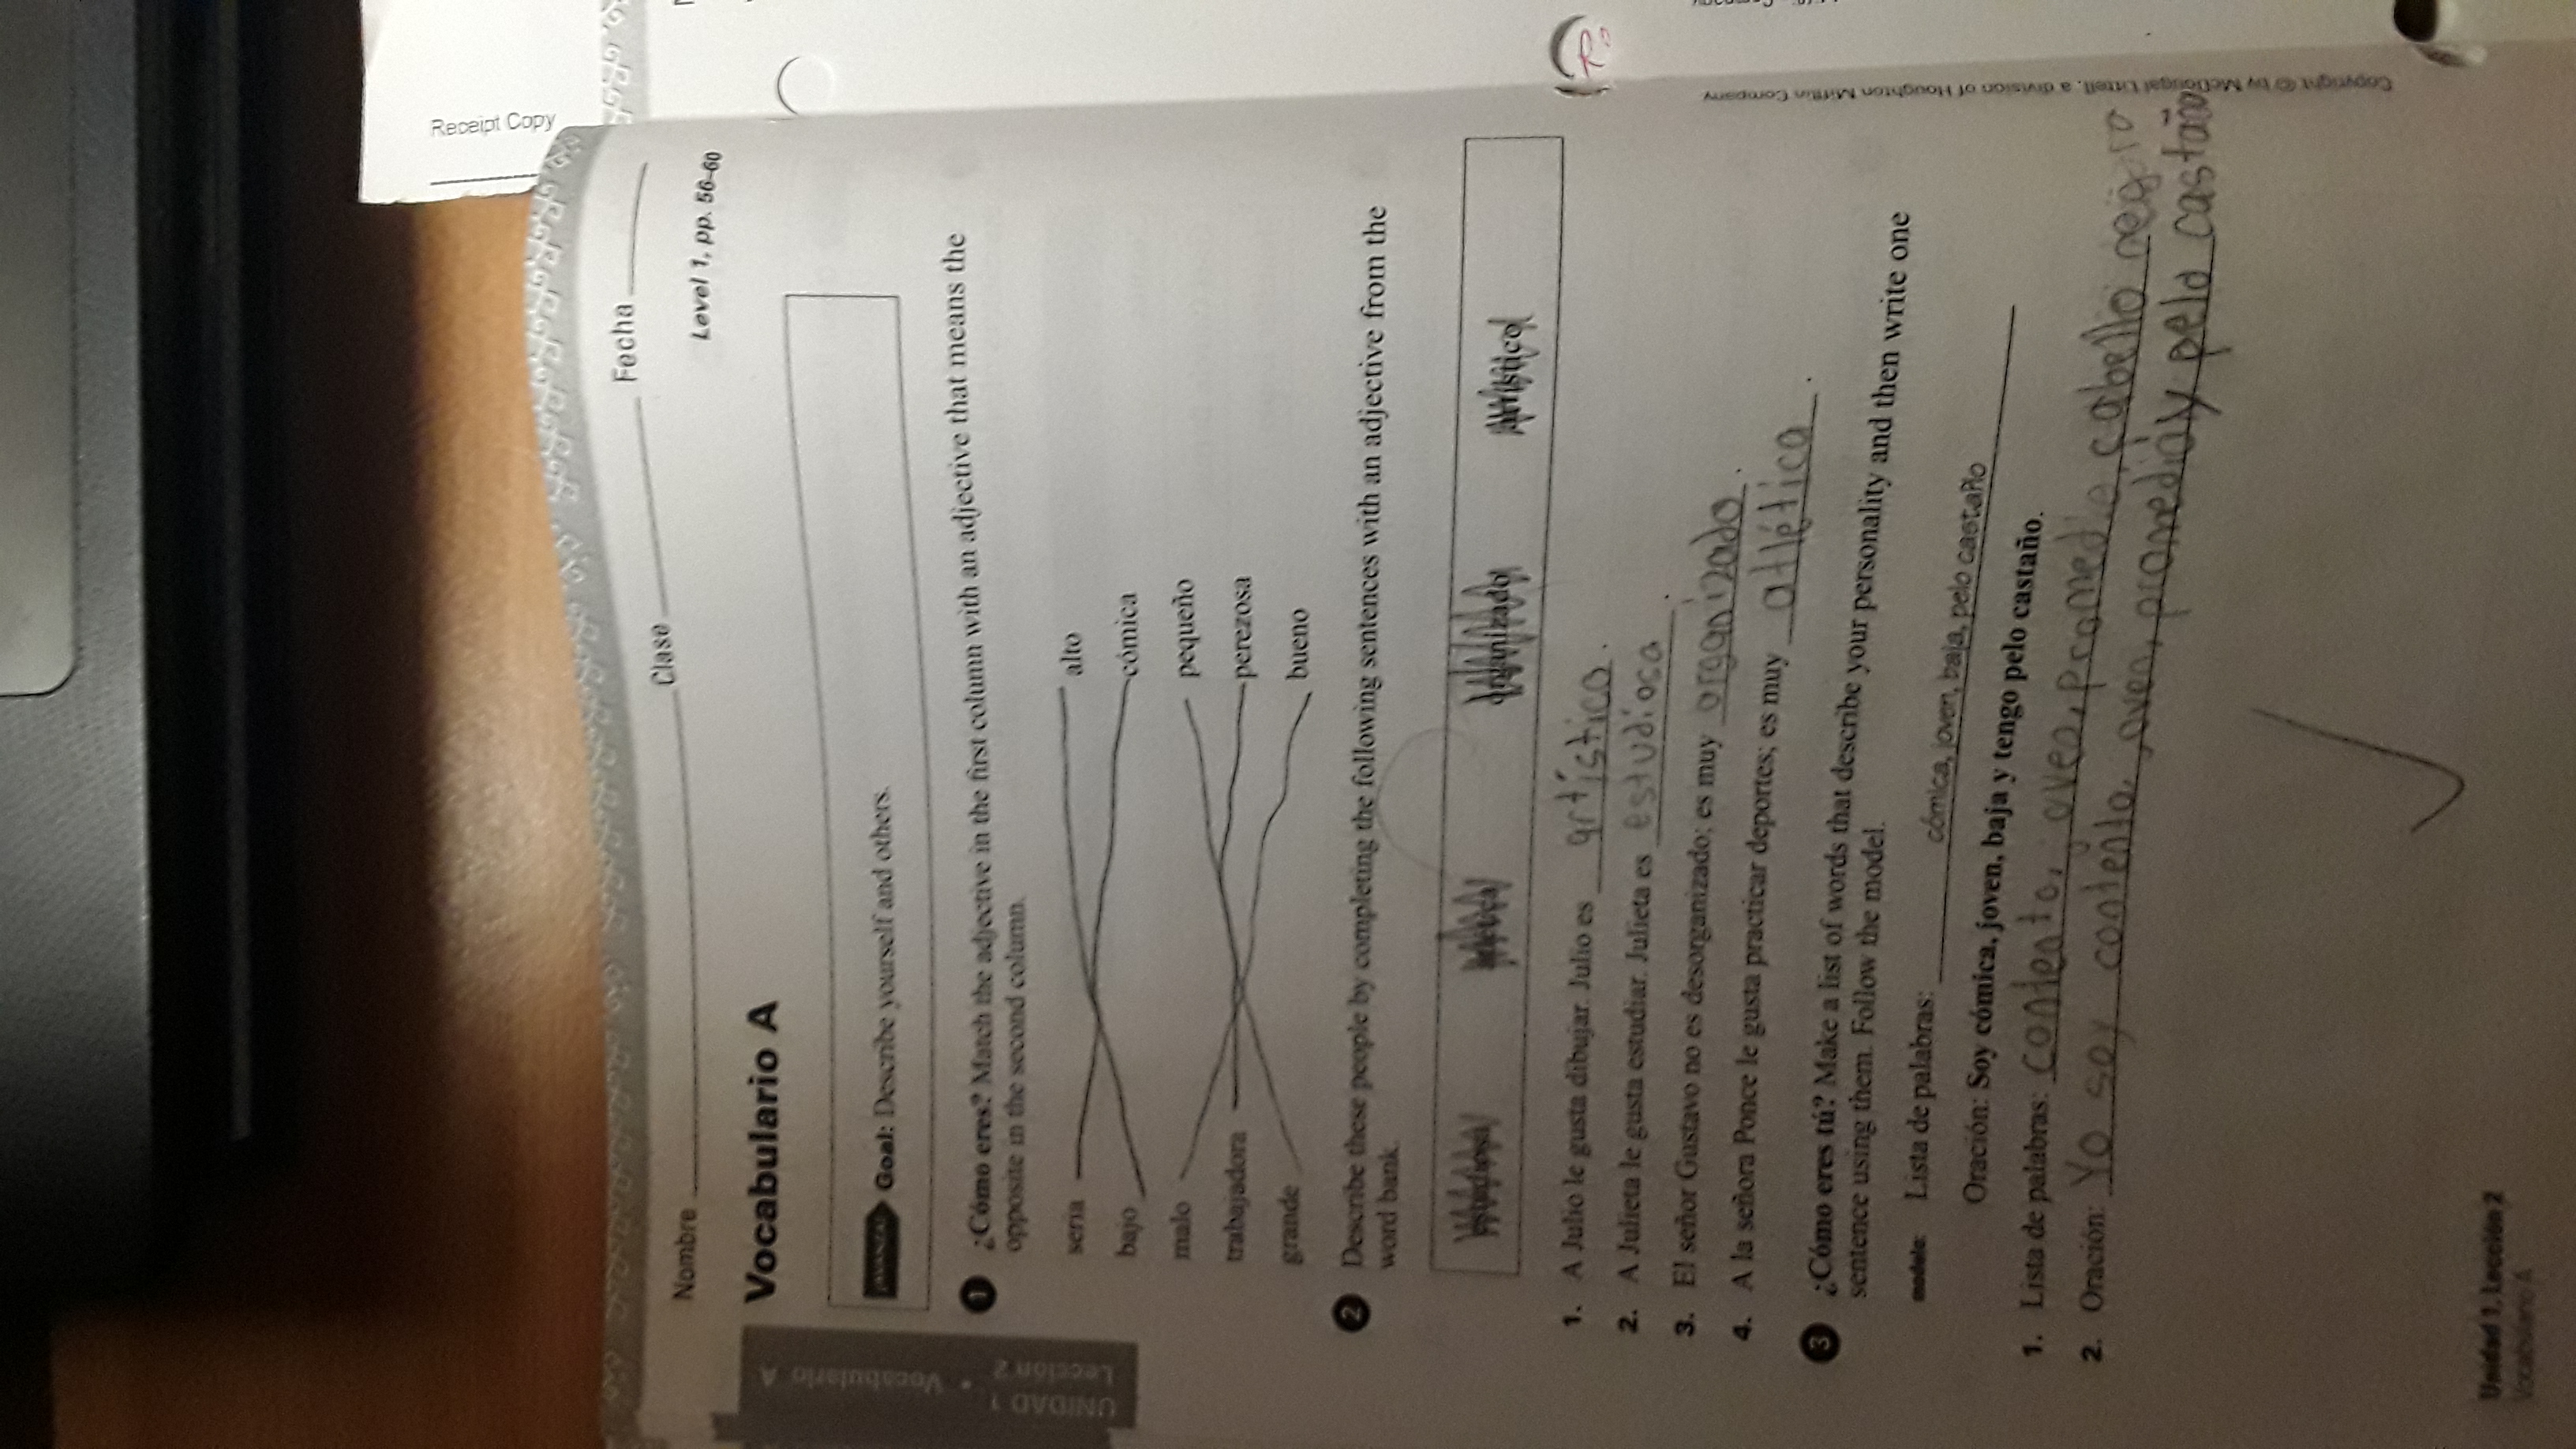 Receipt Copy
Nombre Clase Fecha
Level 1, pp. 56–60
Vocabulario A
UNIDAD 1
Lección 2 • Vocabulario A
¡AVANZA! Goal: Describe yourself and others.
1 ¿Cómo eres? Match the adjective in the first column with an adjective that means the
opposite in the second column.
seria alto
bajo cómica
malo pequeño
trabajadora perezosa
grande bueno
2 Describe these people by completing the following sentences with an adjective from the
word bank.
estudiosa atlética organizado artístico
1. A Julio le gusta dibujar. Julio es artístico.
2. A Julieta le gusta estudiar. Julieta es estudiosa.
3. El señor Gustavo no es desorganizado; es muy organizado.
4. A la señora Ponce le gusta practicar deportes; es muy atlética.
3 ¿Cómo eres tú? Make a list of words that describe your personality and then write one
sentence using them. Follow the model.
modelo: Lista de palabras: cómica, joven, baja, pelo castaño
Oración: Soy cómica, joven, baja y tengo pelo castaño.
1. Lista de palabras: contento, joven, promedio, cabello negro
2. Oración: Yo soy contento, joven, promedio y pelo castaño
Copyright © by McDougal Littell, a division of Houghton Mifflin Company
Unidad 1, Lección 2
Vocabulario A